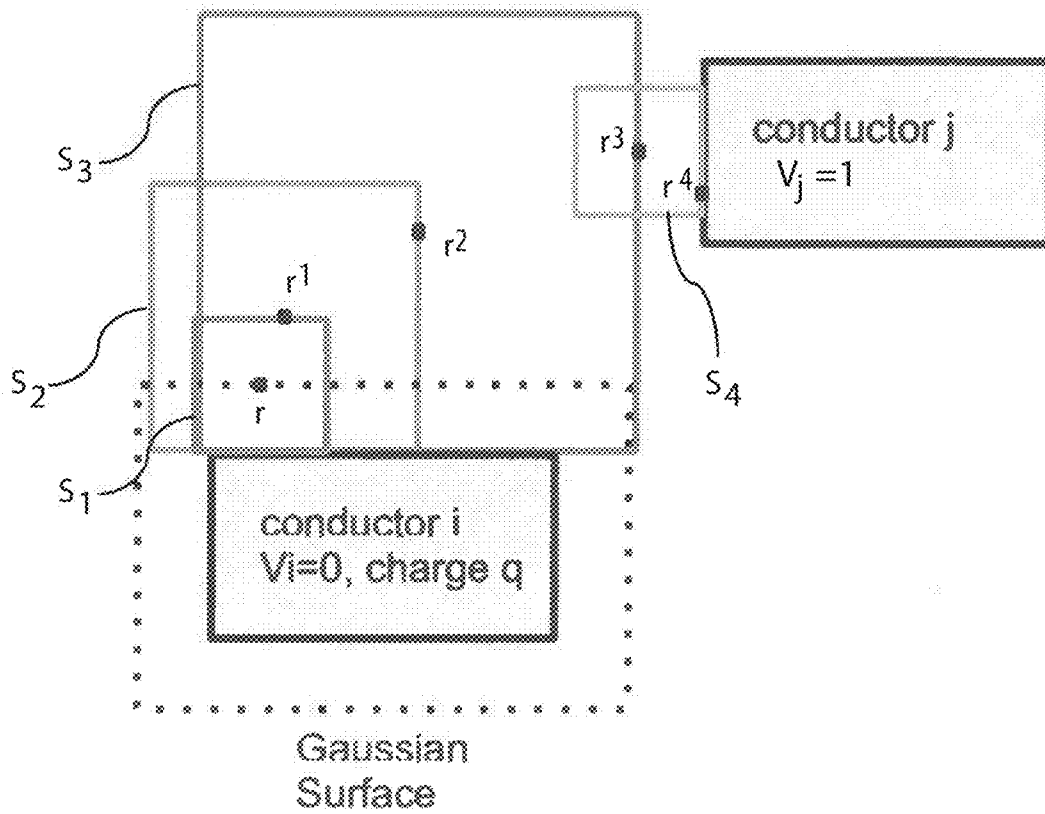 S3
conductor j
Vj =1
r3
r4
r2
r1
S2
S4
r
S1
conductor i
Vi=0, charge q
Gaussian
Surface